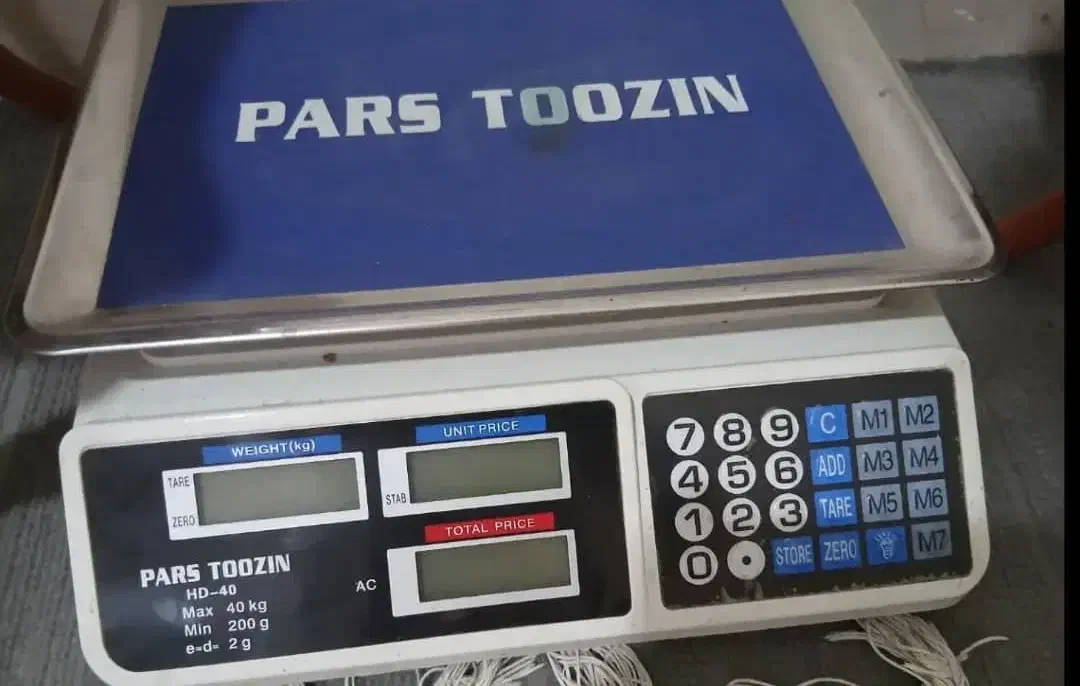 PARS TOOZIN
WEIGHT(kg)
TARE
ZERO
UNIT PRICE
STAB
TOTAL PRICE
AC
PARS TOOZIN
HD-40
Max 40 kg
Min 200 g
e=d= 2 g
7 8 9 C M1 M2
4 5 6 ADD M3 M4
1 2 3 TARE M5 M6
0 . STORE ZERO M7